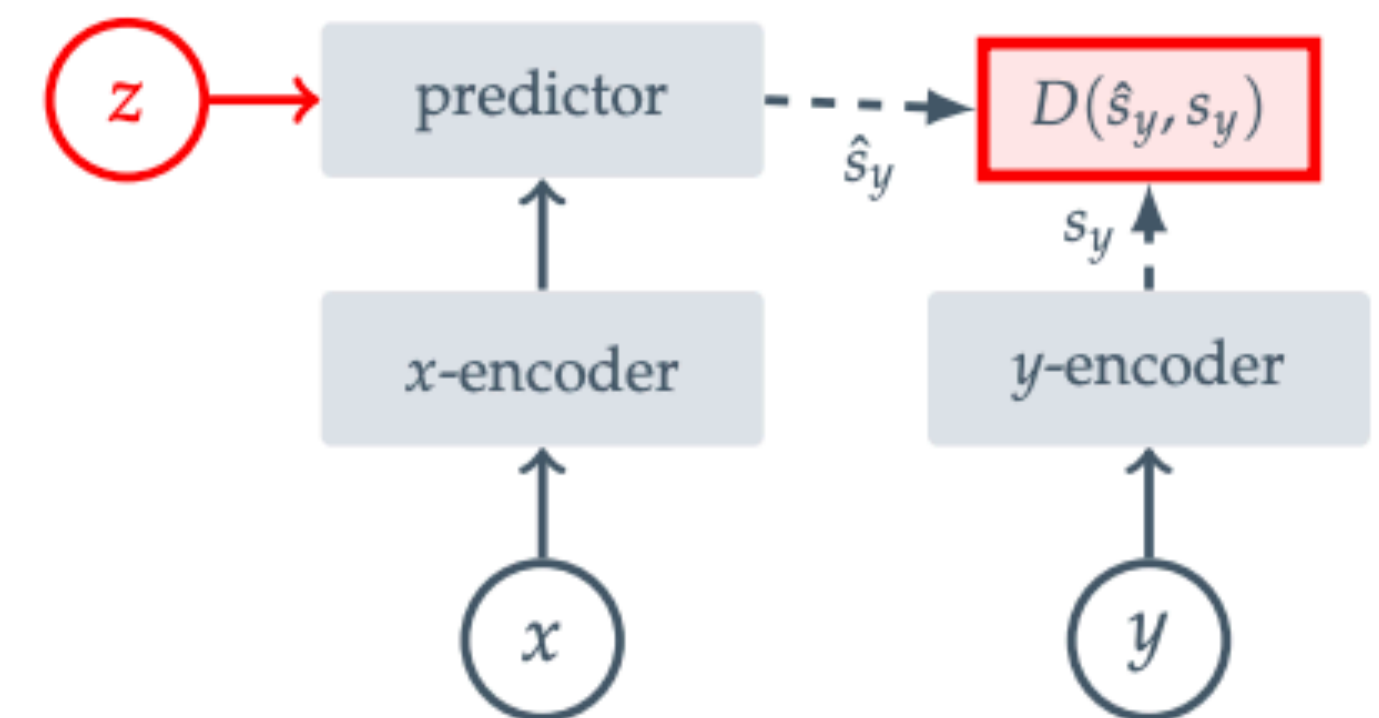 z
predictor
D(ŝ_y, s_y)
ŝ_y
s_y
x-encoder
y-encoder
x
y